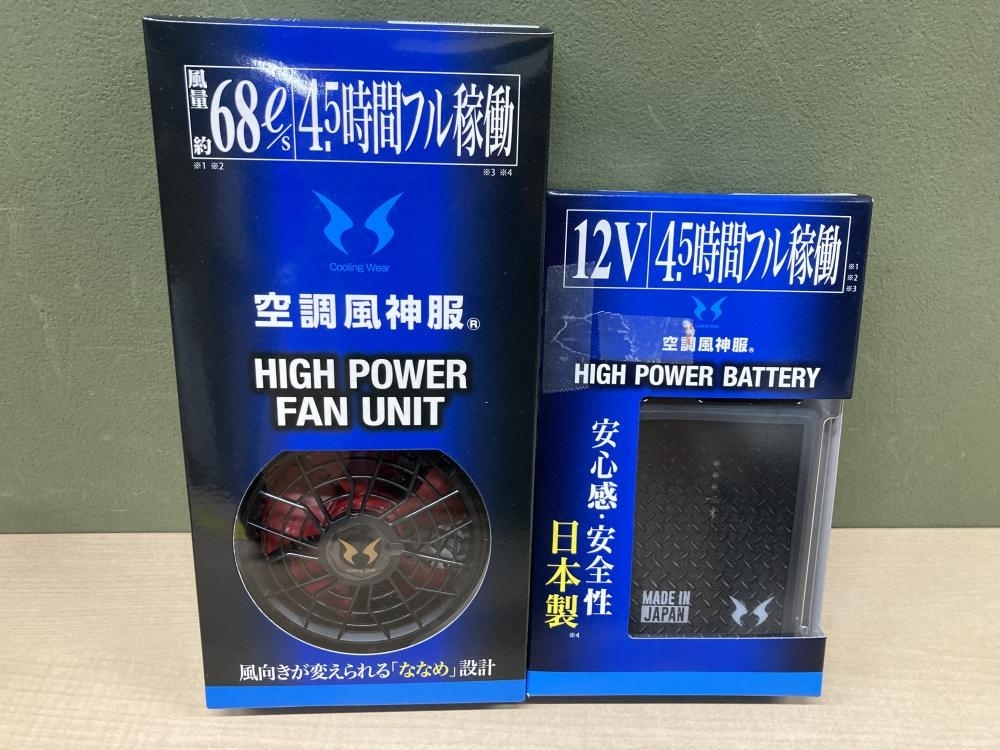 風量 約68ℓ/s 4.5時間フル稼働
※1 ※2
※3 ※4
Cooling Wear
空調風神服®
HIGH POWER
FAN UNIT
Cooling Wear
風向きが変えられる「ななめ」設計
12V 4.5時間フル稼働
※1
※2
※3
Cooling Wear
空調風神服®
HIGH POWER BATTERY
安心感・安全性
日本製
※4
MADE IN
JAPAN